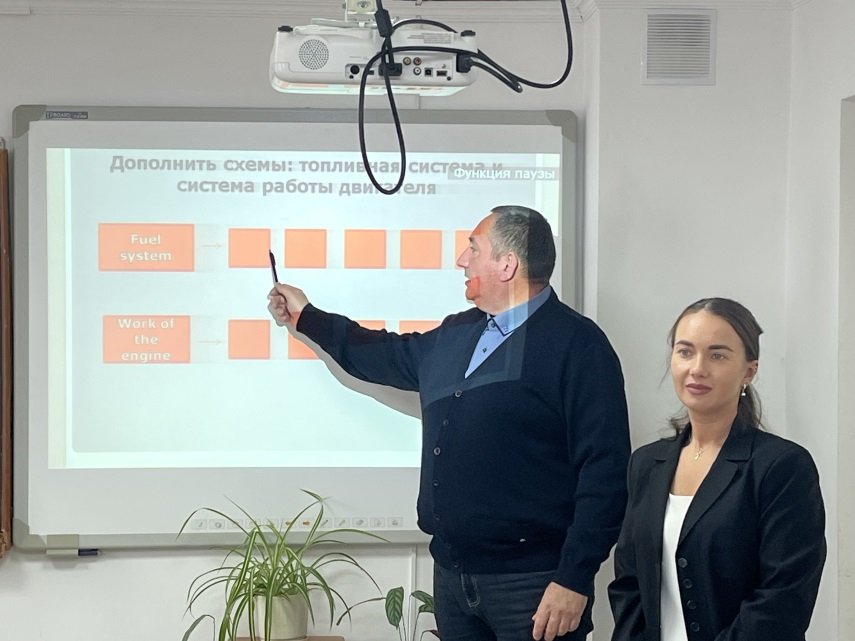 Дополнить схемы: топливная система и
Функция паузы
система работы двигателя
Fuel
system
Work of
the
engine